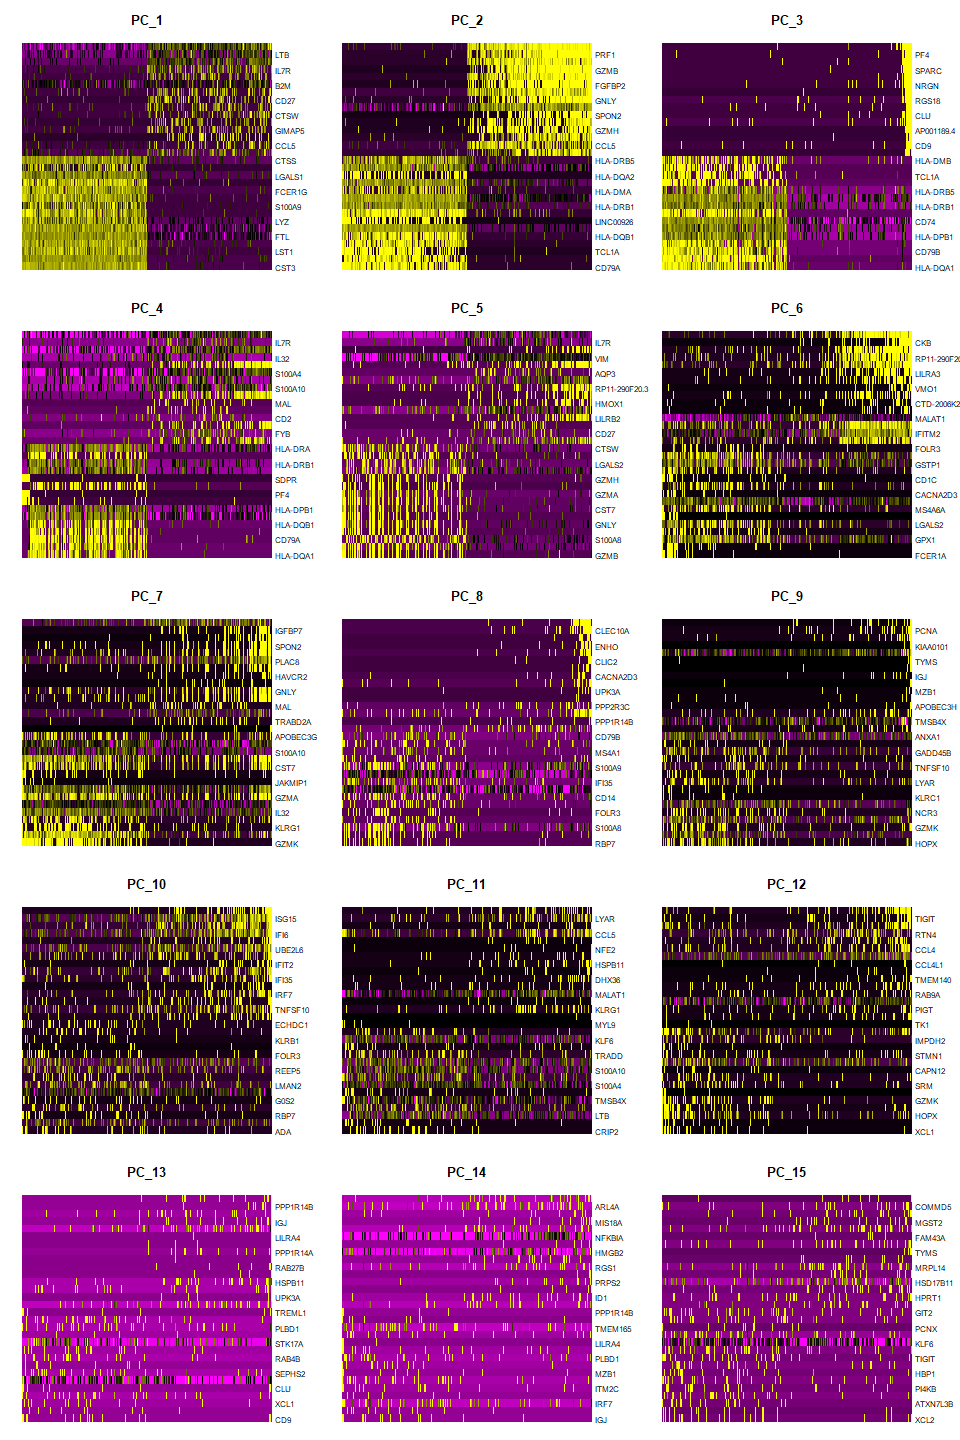 PC_1
LTB
IL7R
B2M
CD27
CTSW
GIMAP5
CCL5
CTSS
LGALS1
FCER1G
S100A9
LYZ
FTL
LST1
CST3
PC_2
PRF1
GZMB
FGFBP2
GNLY
SPON2
GZMH
CCL5
HLA-DRB5
HLA-DQA2
HLA-DMA
HLA-DRB1
LINC00926
HLA-DQB1
TCL1A
CD79A
PC_3
PF4
SPARC
NRGN
RGS18
CLU
AP001189.4
CD9
HLA-DMB
TCL1A
HLA-DRB5
HLA-DRB1
CD74
HLA-DPB1
CD79B
HLA-DQA1
PC_4
IL7R
IL32
S100A4
S100A10
MAL
CD2
FYB
HLA-DRA
HLA-DRB1
SDPR
PF4
HLA-DPB1
HLA-DQB1
CD79A
HLA-DQA1
PC_5
IL7R
VIM
AQP3
RP11-290F20.3
HMOX1
LILRB2
CD27
CTSW
LGALS2
GZMH
GZMA
CST7
GNLY
S100A8
GZMB
PC_6
CKB
RP11-290F20
LILRA3
VMO1
CTD-2006K2
MALAT1
IFITM2
FOLR3
GSTP1
CD1C
CACNA2D3
MS4A6A
LGALS2
GPX1
FCER1A
PC_7
IGFBP7
SPON2
PLAC8
HAVCR2
GNLY
MAL
TRABD2A
APOBEC3G
S100A10
CST7
JAKMIP1
GZMA
IL32
KLRG1
GZMK
PC_8
CLEC10A
ENHO
CLIC2
CACNA2D3
UPK3A
PPP2R3C
PPP1R14B
CD79B
MS4A1
S100A9
IFI35
CD14
FOLR3
S100A8
RBP7
PC_9
PCNA
KIAA0101
TYMS
IGJ
MZB1
APOBEC3H
TMSB4X
ANXA1
GADD45B
TNFSF10
LYAR
KLRC1
NCR3
GZMK
HOPX
PC_10
ISG15
IFI6
UBE2L6
IFIT2
IFI35
IRF7
TNFSF10
ECHDC1
KLRB1
FOLR3
REEP5
LMAN2
G0S2
RBP7
ADA
PC_11
LYAR
CCL5
NFE2
HSPB11
DHX36
MALAT1
KLRG1
MYL9
KLF6
TRADD
S100A10
S100A4
TMSB4X
LTB
CRIP2
PC_12
TIGIT
RTN4
CCL4
CCL4L1
TMEM140
RAB9A
PIGT
TK1
IMPDH2
STMN1
CAPN12
SRM
GZMK
HOPX
XCL1
PC_13
PPP1R14B
IGJ
LILRA4
PPP1R14A
RAB27B
HSPB11
UPK3A
TREML1
PLBD1
STK17A
RAB4B
SEPHS2
CLU
XCL1
CD9
PC_14
ARL4A
MIS18A
NFKBIA
HMGB2
RGS1
PRPS2
ID1
PPP1R14B
TMEM165
LILRA4
PLBD1
MZB1
ITM2C
IRF7
IGJ
PC_15
COMMD5
MGST2
FAM43A
TYMS
MRPL14
HSD17B11
HPRT1
GIT2
PCNX
KLF6
TIGIT
HBP1
PI4KB
ATXN7L3B
XCL2